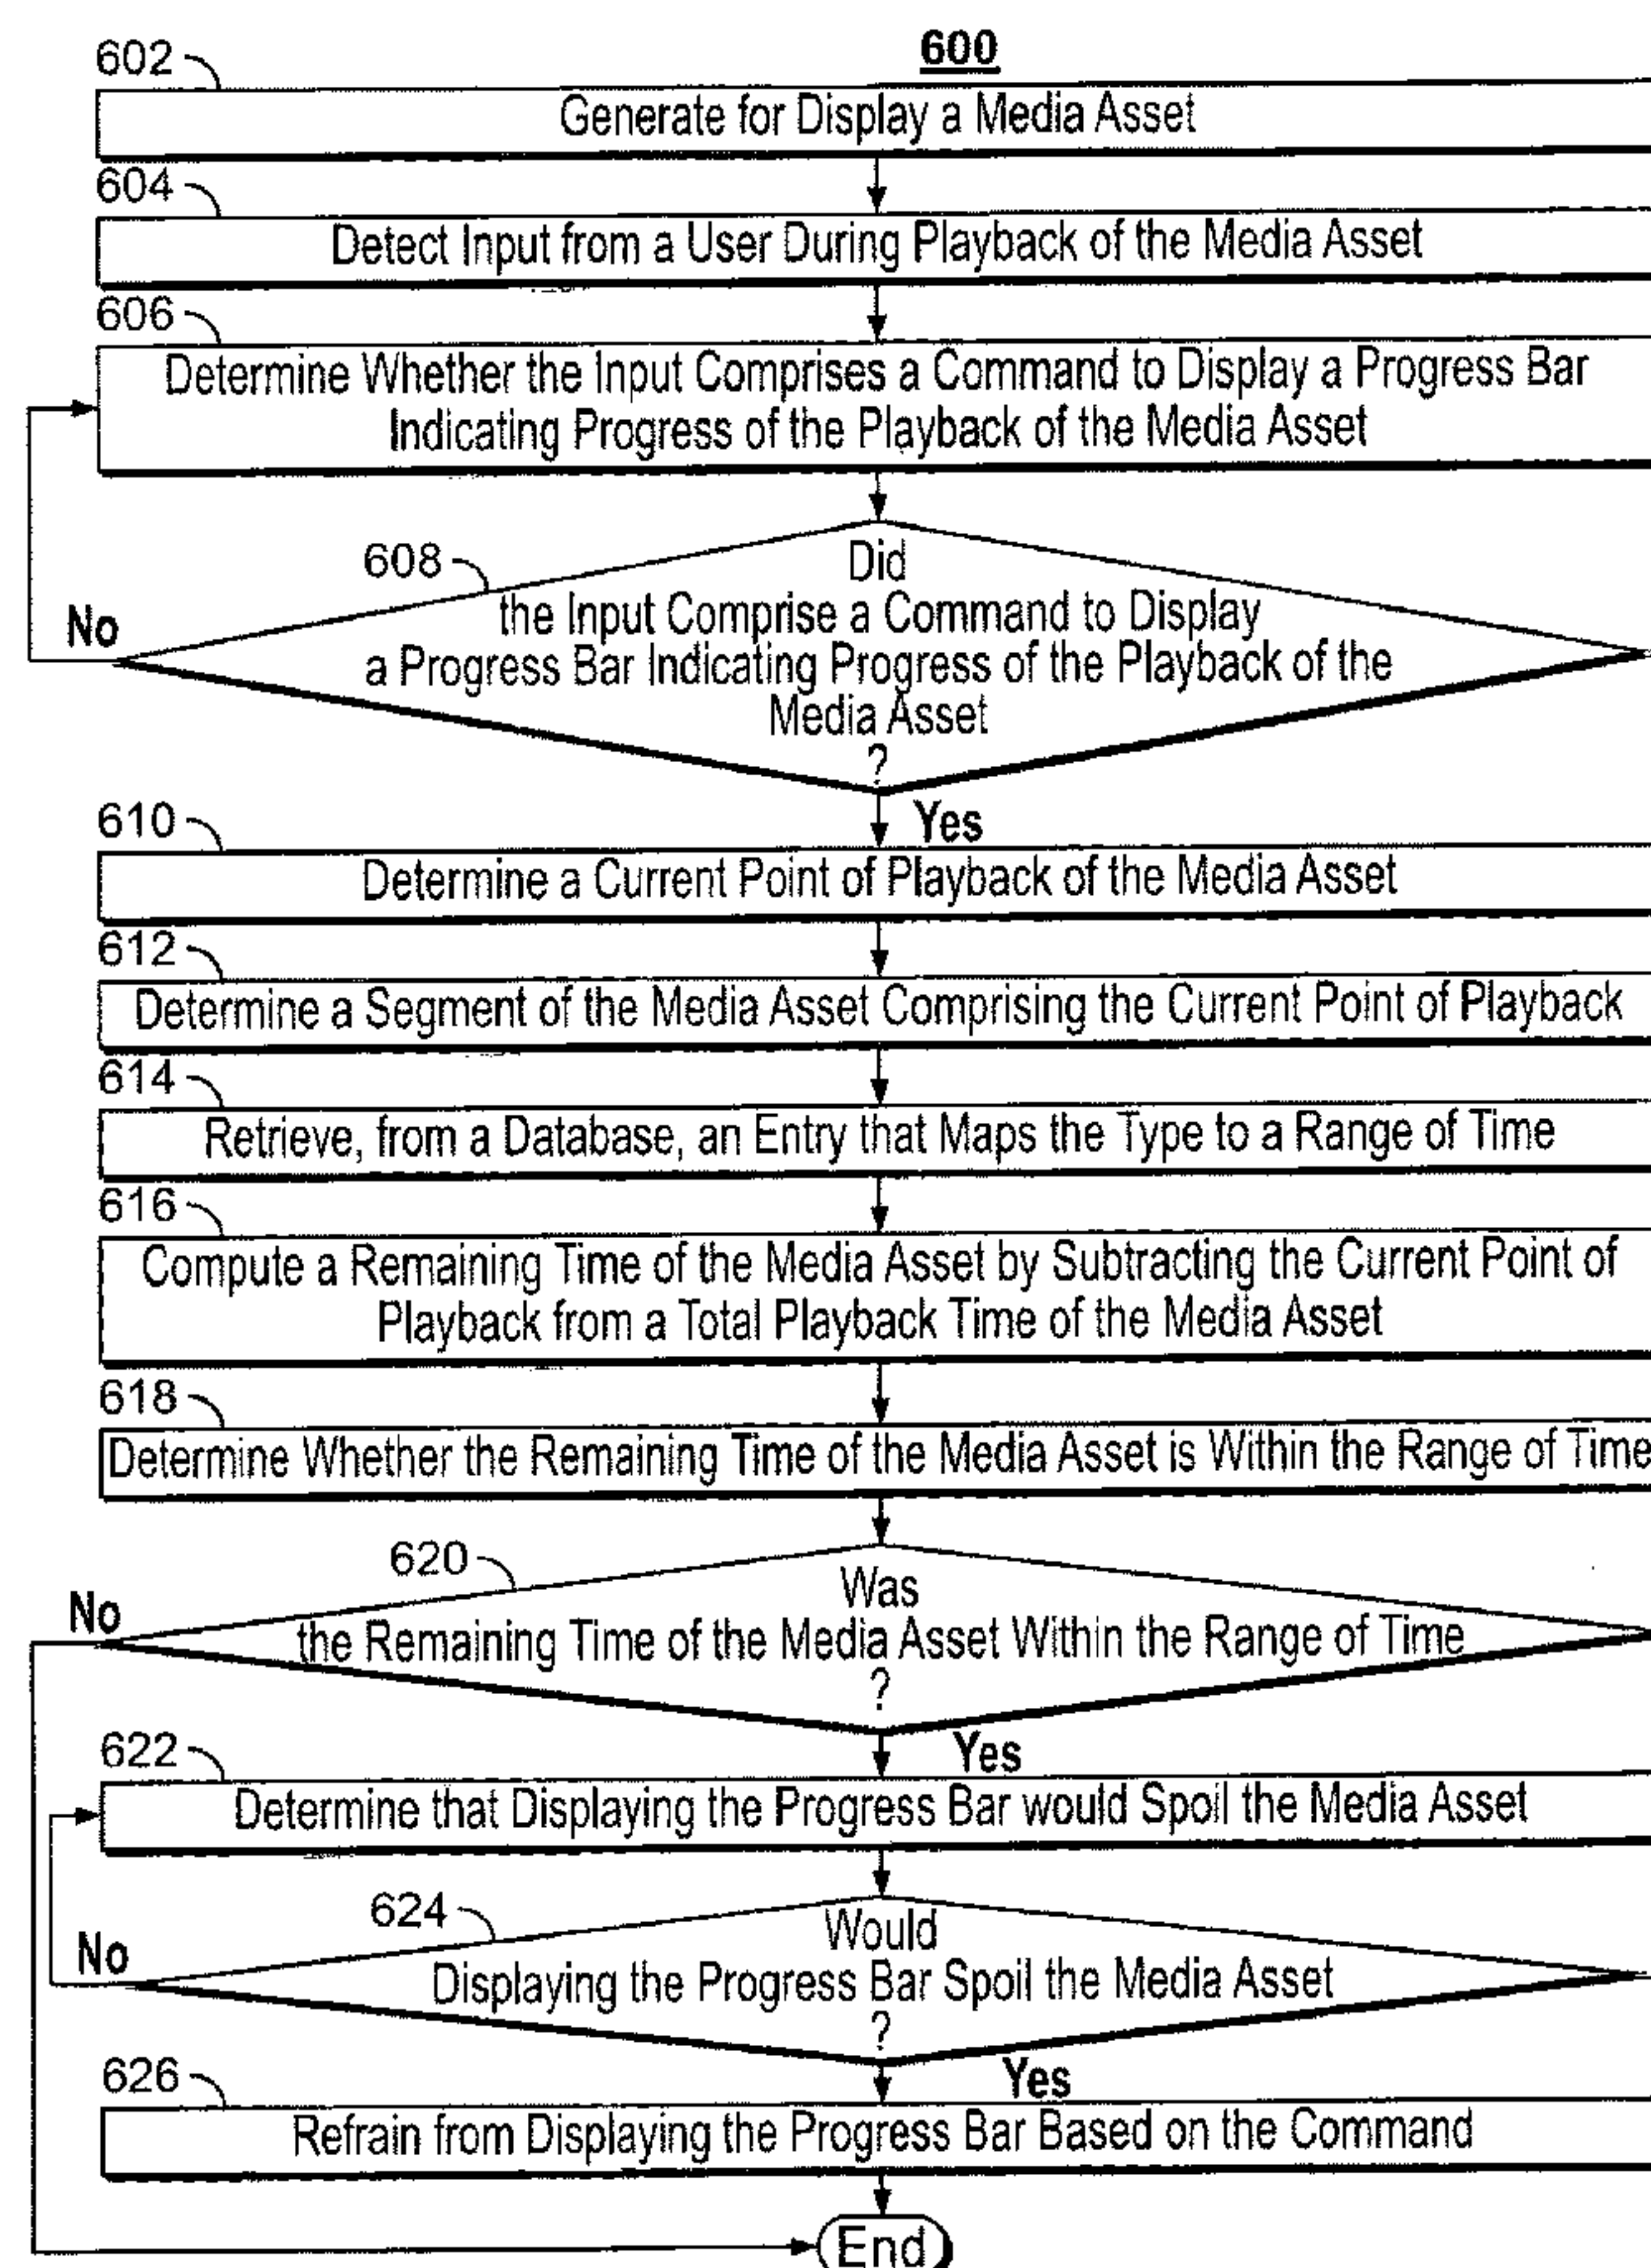 600
602
Generate for Display a Media Asset
604
Detect Input from a User During Playback of the Media Asset
606
Determine Whether the Input Comprises a Command to Display a Progress Bar
Indicating Progress of the Playback of the Media Asset
608
Did
the Input Comprise a Command to Display
a Progress Bar Indicating Progress of the Playback of the
Media Asset
?
No
Yes
610
Determine a Current Point of Playback of the Media Asset
612
Determine a Segment of the Media Asset Comprising the Current Point of Playback
614
Retrieve, from a Database, an Entry that Maps the Type to a Range of Time
616
Compute a Remaining Time of the Media Asset by Subtracting the Current Point of
Playback from a Total Playback Time of the Media Asset
618
Determine Whether the Remaining Time of the Media Asset is Within the Range of Time
620
Was
the Remaining Time of the Media Asset Within the Range of Time
?
No
Yes
622
Determine that Displaying the Progress Bar would Spoil the Media Asset
624
Would
Displaying the Progress Bar Spoil the Media Asset
?
No
Yes
626
Refrain from Displaying the Progress Bar Based on the Command
End